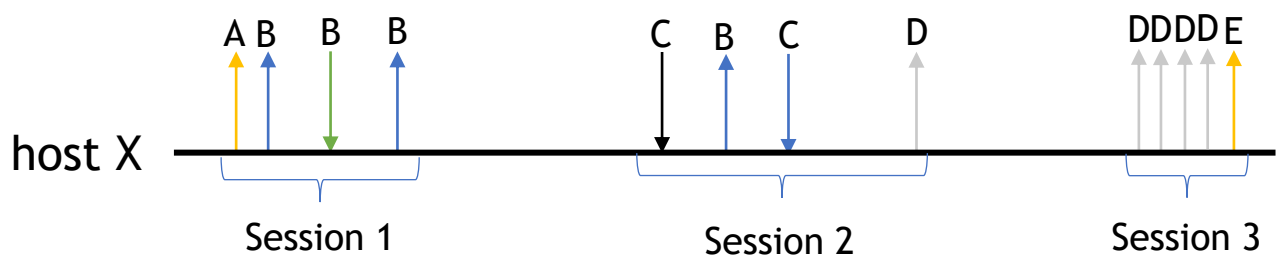 A B B B C B C D DDDD E
host X
Session 1 Session 2 Session 3